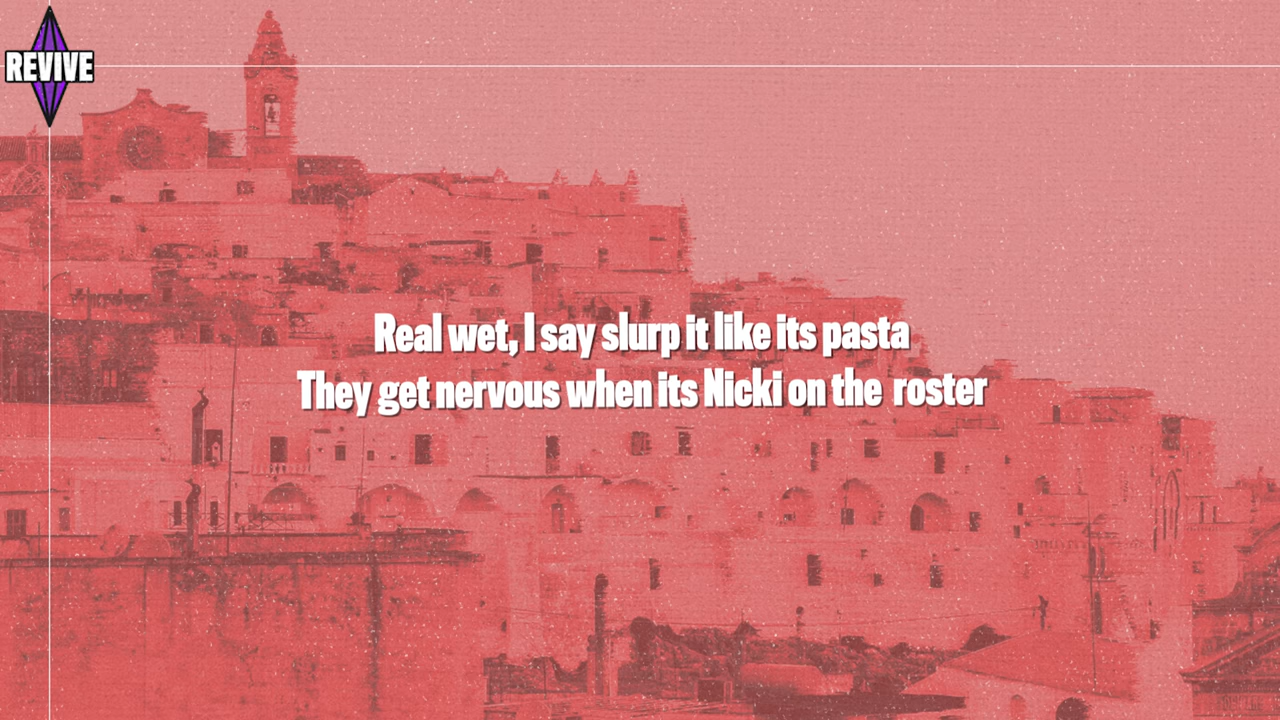 REVIVE
Real wet, I say slurp it like its pasta
They get nervous when its Nicki on the roster